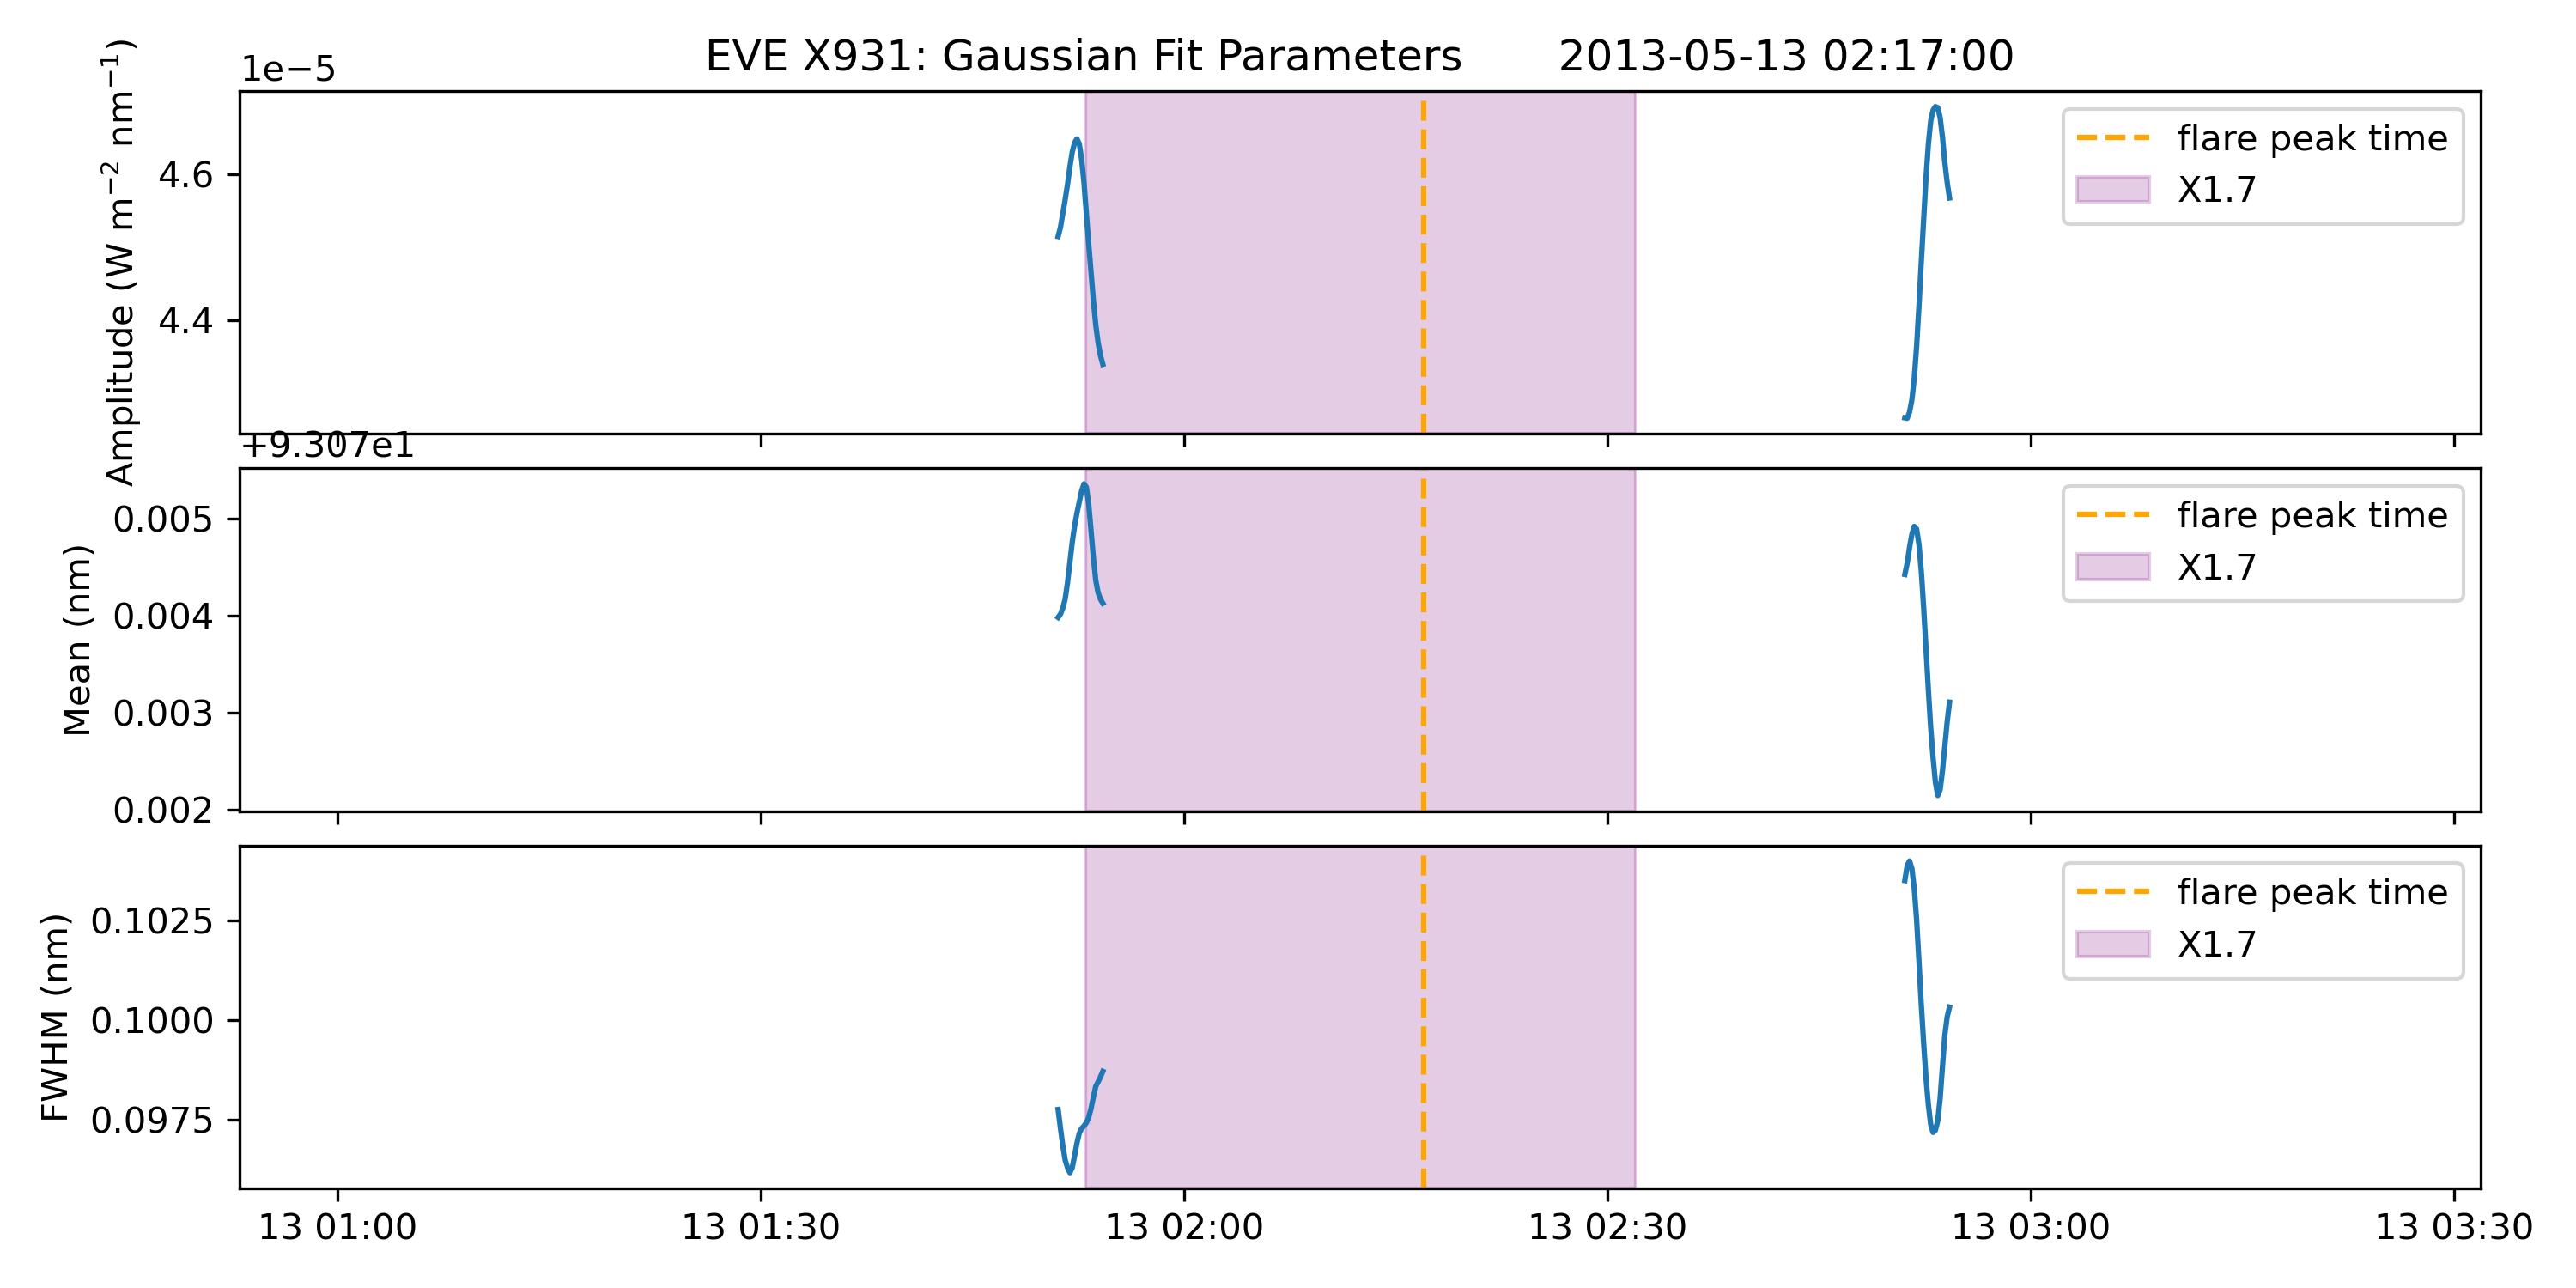 EVE X931: Gaussian Fit Parameters 2013-05-13 02:17:00
1e−5
Amplitude (W m⁻² nm⁻¹)
4.6
4.4
flare peak time
X1.7
+9.307e1
Mean (nm)
0.005
0.004
0.003
0.002
flare peak time
X1.7
FWHM (nm)
0.1025
0.1000
0.0975
flare peak time
X1.7
13 01:00 13 01:30 13 02:00 13 02:30 13 03:00 13 03:30